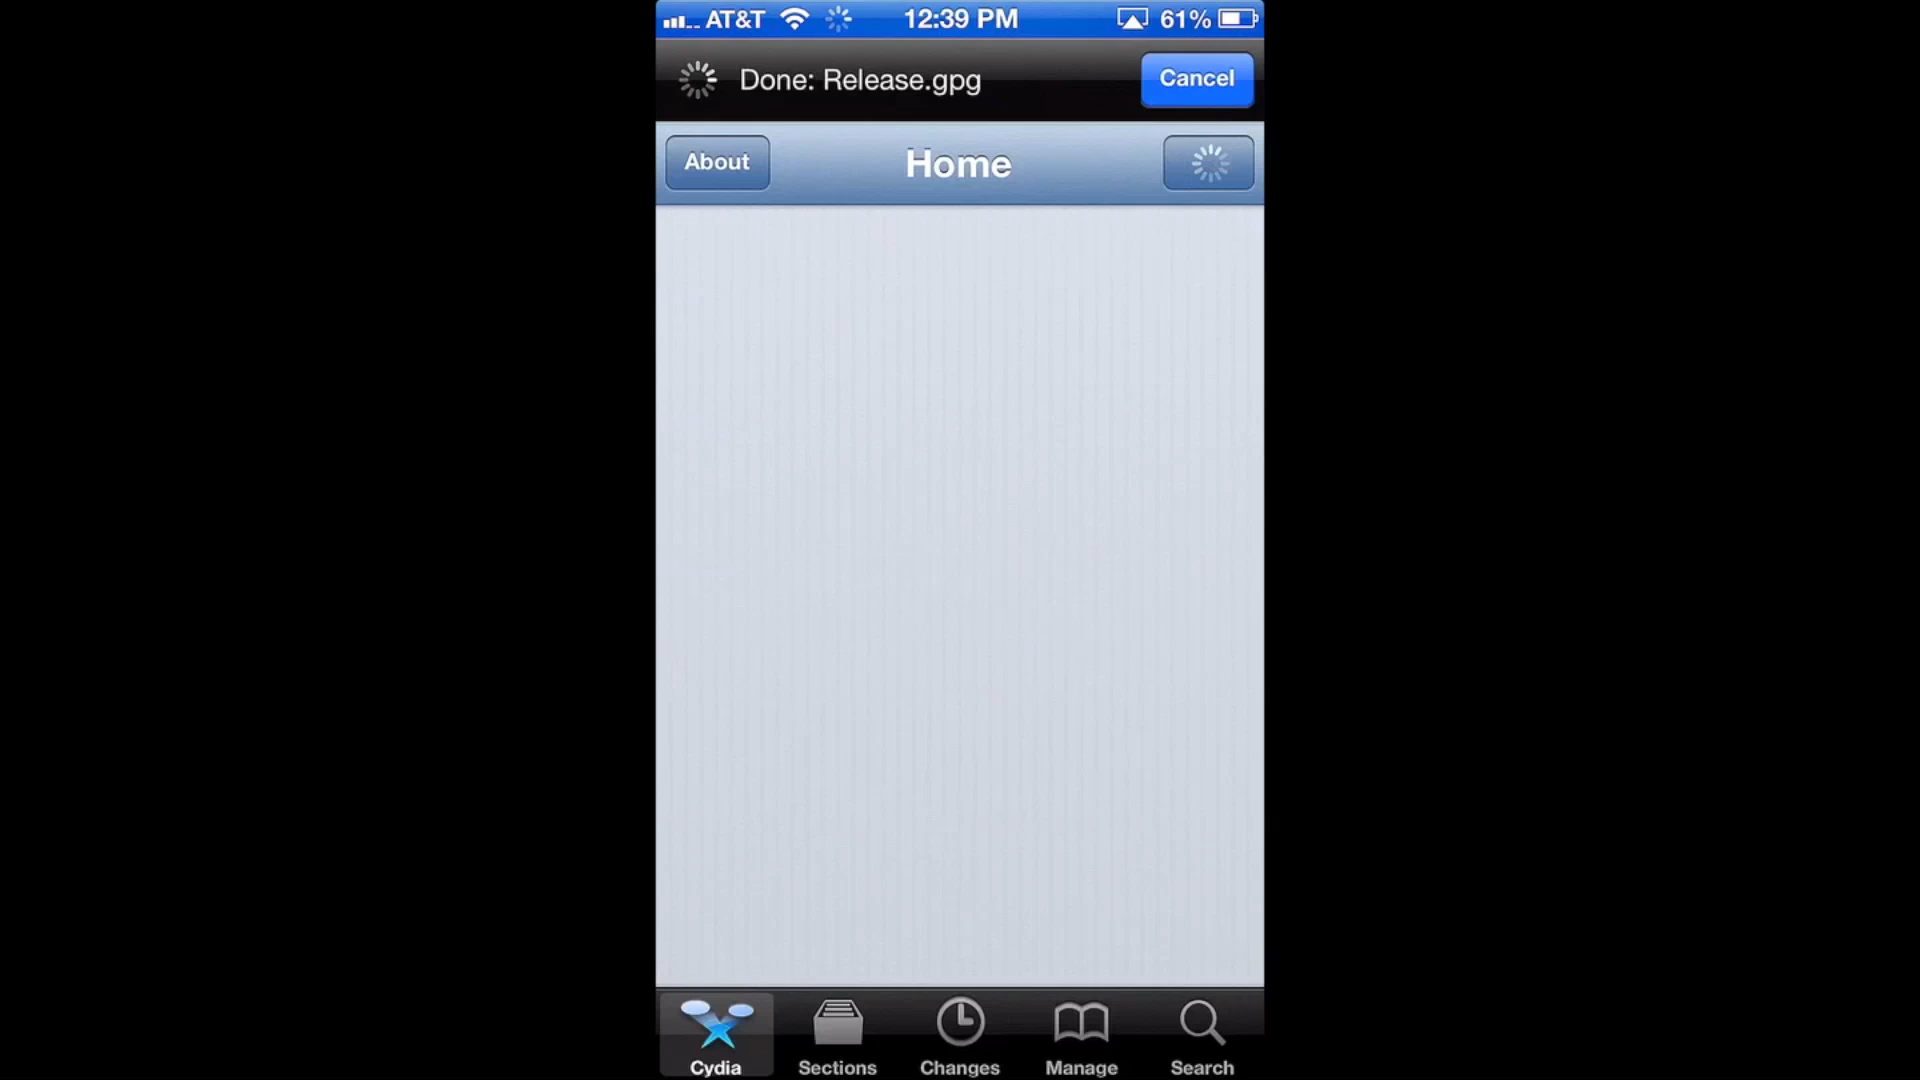 AT&T 12:39 PM 61%
Done: Release.gpg Cancel
About Home
Cydia Sections Changes Manage Search